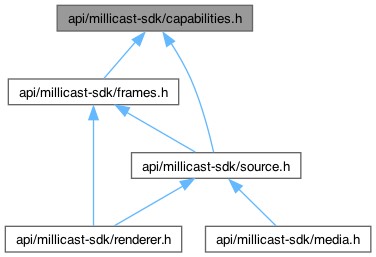 api/millicast-sdk/capabilities.h
api/millicast-sdk/frames.h
api/millicast-sdk/source.h
api/millicast-sdk/renderer.h
api/millicast-sdk/media.h